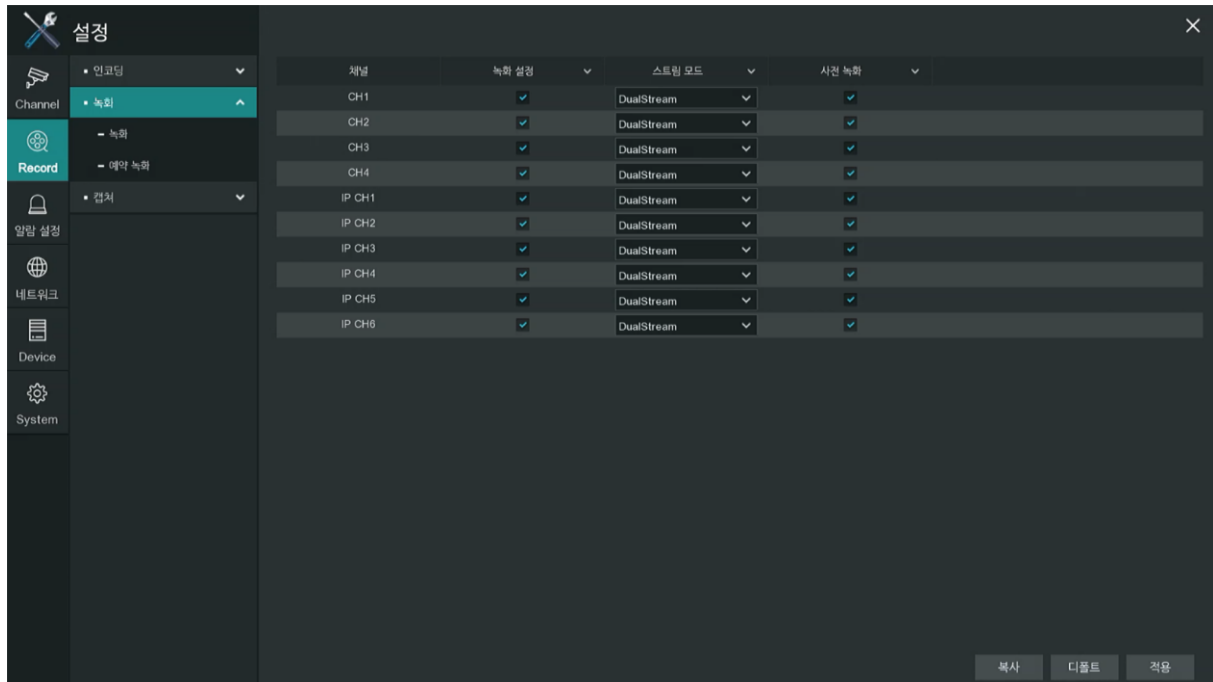 설정
인코딩
Channel
녹화
녹화
Record
예약 녹화
캡처
알람 설정
네트워크
Device
System
채널 녹화 설정 스트림 모드 사전 녹화
CH1 DualStream
CH2 DualStream
CH3 DualStream
CH4 DualStream
IP CH1 DualStream
IP CH2 DualStream
IP CH3 DualStream
IP CH4 DualStream
IP CH5 DualStream
IP CH6 DualStream
복사 디폴트 적용